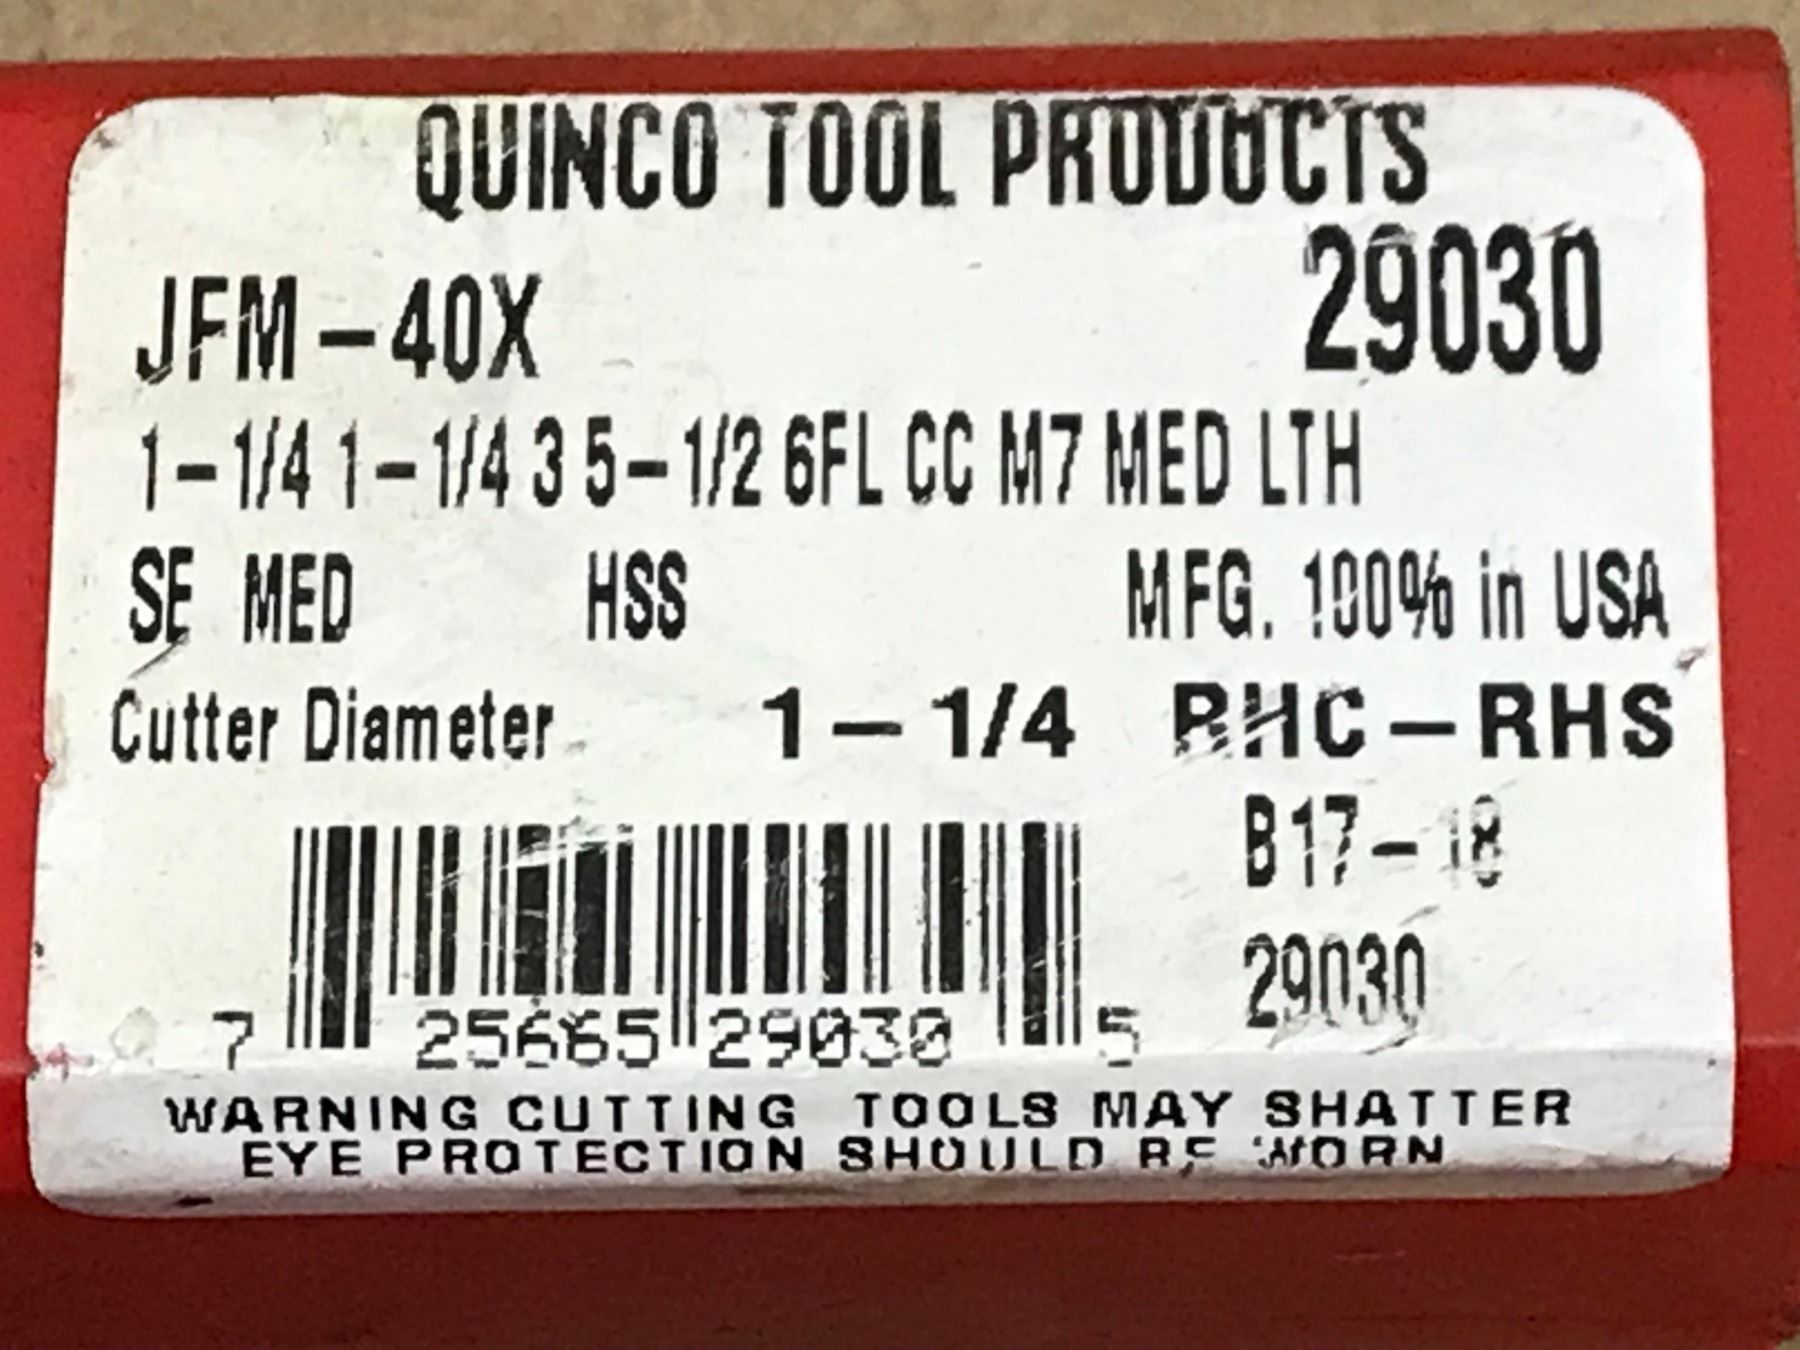 QUINCO TOOL PRODUCTS
JFM-40X 29030
1-1/4 1-1/4 3 5-1/2 6FL CC M7 MED LTH
SE MED HSS MFG. 100% in USA
Cutter Diameter 1-1/4 RHC-RHS
B17-18
29030
7 25665 29030 5
WARNING CUTTING TOOLS MAY SHATTER
EYE PROTECTION SHOULD BE WORN